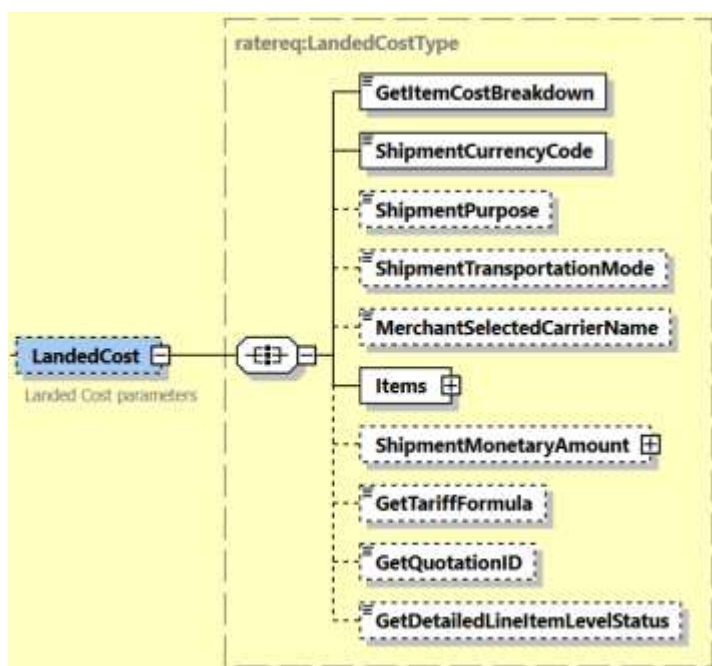 ratereq:LandedCostType
GetItemCostBreakdown
ShipmentCurrencyCode
ShipmentPurpose
ShipmentTransportationMode
MerchantSelectedCarrierName
LandedCost
Items
Landed Cost parameters
ShipmentMonetaryAmount
GetTariffFormula
GetQuotationID
GetDetailedLineItemLevelStatus